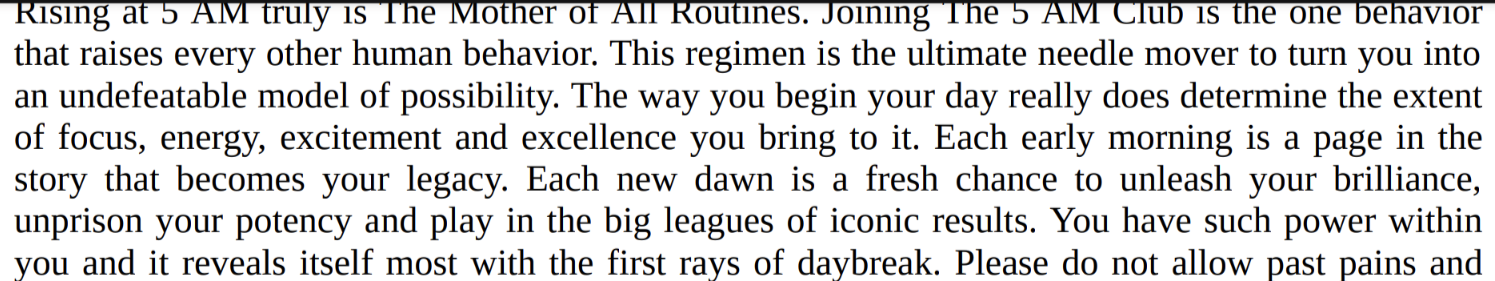 Rising at 5 AM truly is The Mother of All Routines. Joining The 5 AM Club is the one behavior
that raises every other human behavior. This regimen is the ultimate needle mover to turn you into
an undefeatable model of possibility. The way you begin your day really does determine the extent
of focus, energy, excitement and excellence you bring to it. Each early morning is a page in the
story that becomes your legacy. Each new dawn is a fresh chance to unleash your brilliance,
unprison your potency and play in the big leagues of iconic results. You have such power within
you and it reveals itself most with the first rays of daybreak. Please do not allow past pains and